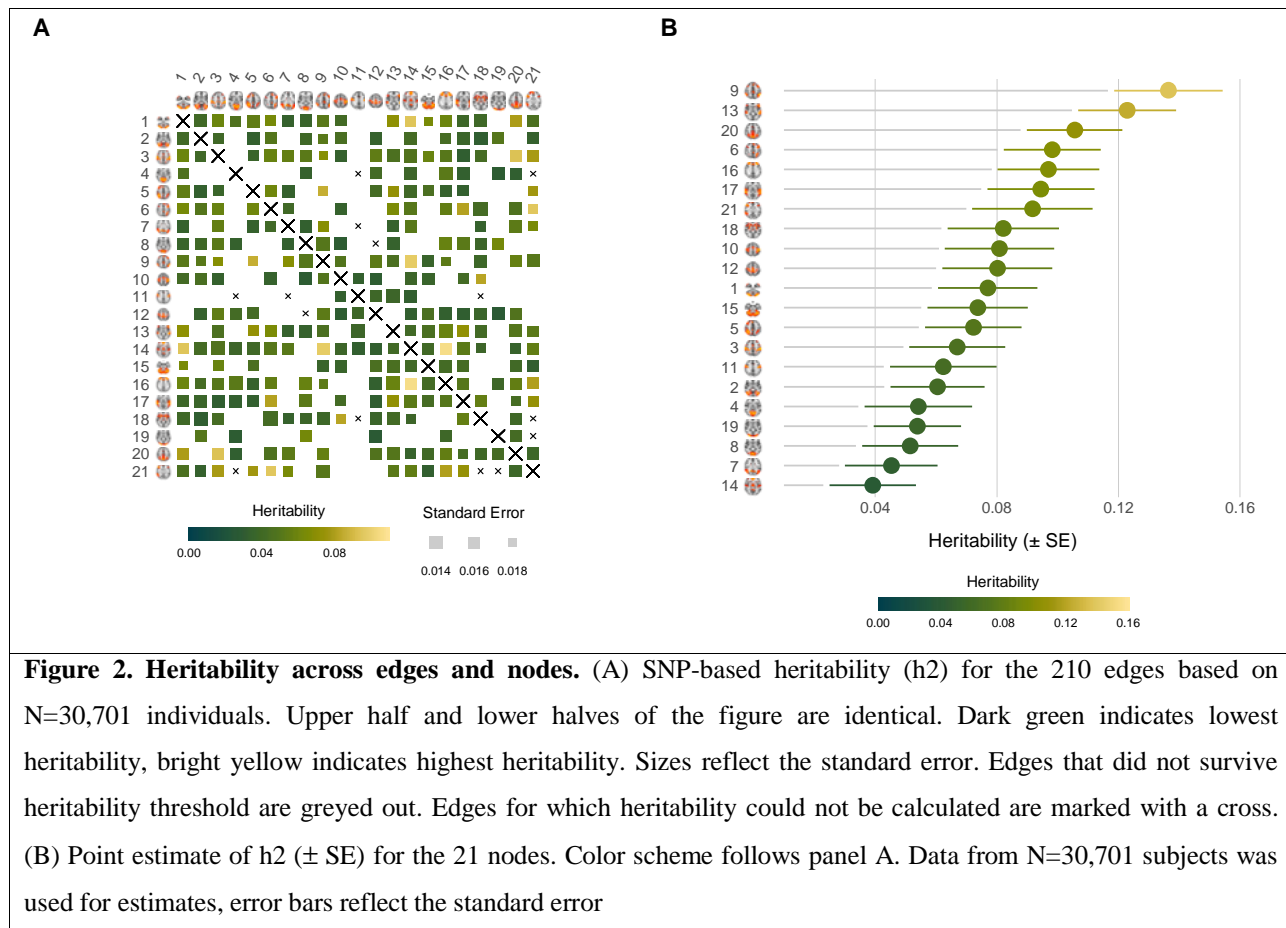 A
B
1 2 3 4 5 6 7 8 9 10 11 12 13 14 15 16 17 18 19 20 21
1
2
3
4
5
6
7
8
9
10
11
12
13
14
15
16
17
18
19
20
21
Heritability
0.00 0.04 0.08
Standard Error
0.014 0.016 0.018
9
13
20
6
16
17
21
18
10
12
1
15
5
3
11
2
4
19
8
7
14
0.04 0.08 0.12 0.16
Heritability (± SE)
Heritability
0.00 0.04 0.08 0.12 0.16
Figure 2. Heritability across edges and nodes. (A) SNP-based heritability (h2) for the 210 edges based on
N=30,701 individuals. Upper half and lower halves of the figure are identical. Dark green indicates lowest
heritability, bright yellow indicates highest heritability. Sizes reflect the standard error. Edges that did not survive
heritability threshold are greyed out. Edges for which heritability could not be calculated are marked with a cross.
(B) Point estimate of h2 (± SE) for the 21 nodes. Color scheme follows panel A. Data from N=30,701 subjects was
used for estimates, error bars reflect the standard error